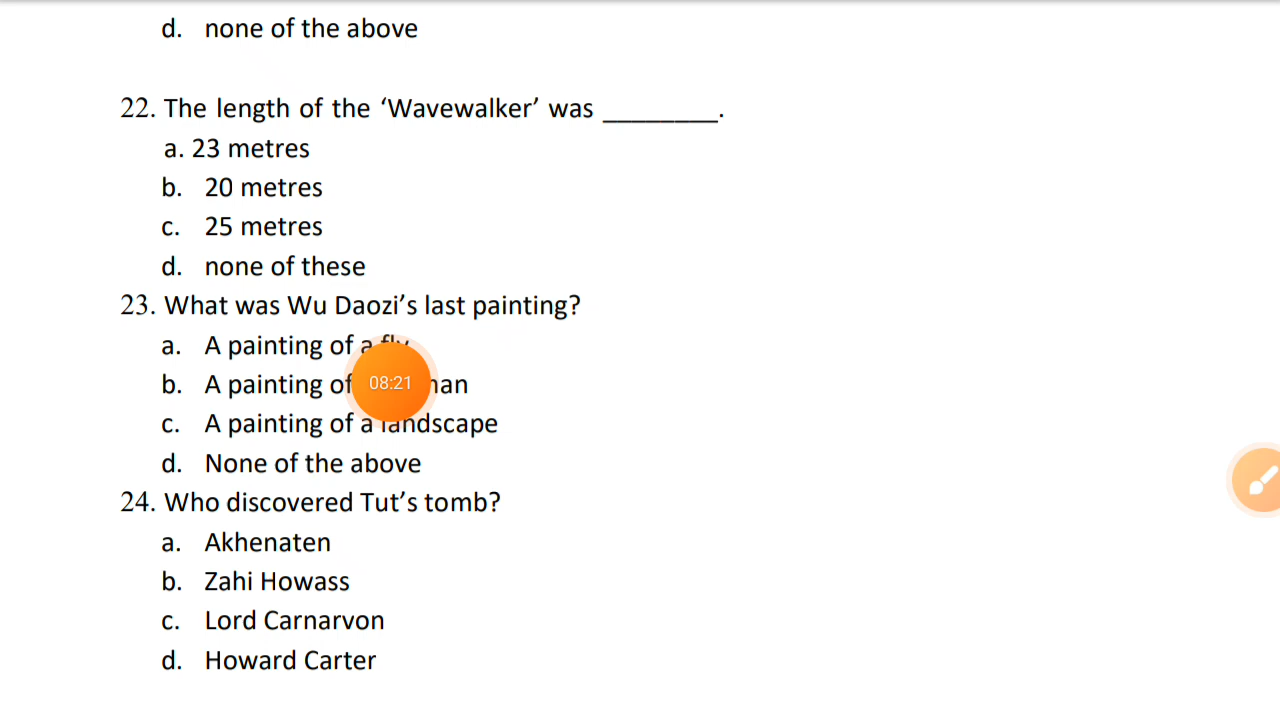 d. none of the above
22. The length of the ‘Wavewalker’ was ________.
a. 23 metres
b. 20 metres
c. 25 metres
d. none of these
23. What was Wu Daozi’s last painting?
a. A painting of a fly
b. A painting of
08:21
c. A painting of a landscape
d. None of the above
24. Who discovered Tut’s tomb?
a. Akhenaten
b. Zahi Howass
c. Lord Carnarvon
d. Howard Carter